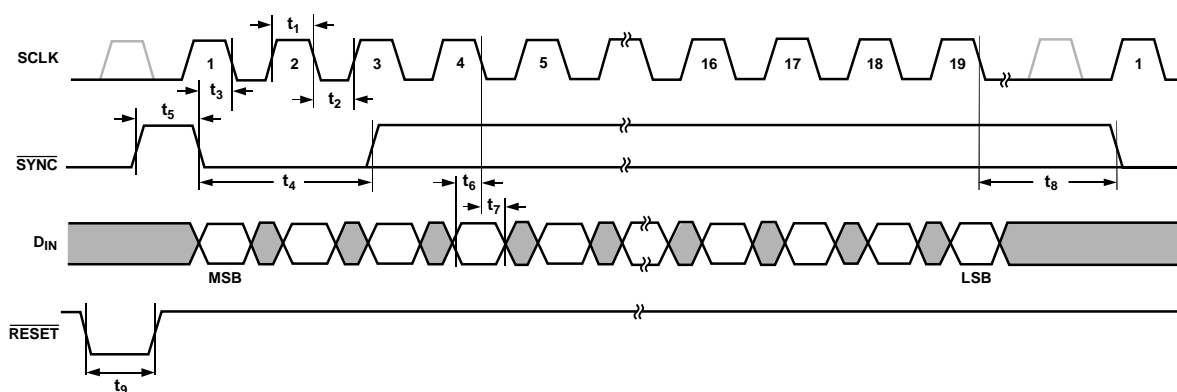 t1
SCLK 1 2 3 4 5 16 17 18 19 1
t3 t2
t5
SYNC
t4 t8
t6
t7
DIN
MSB LSB
RESET
t9